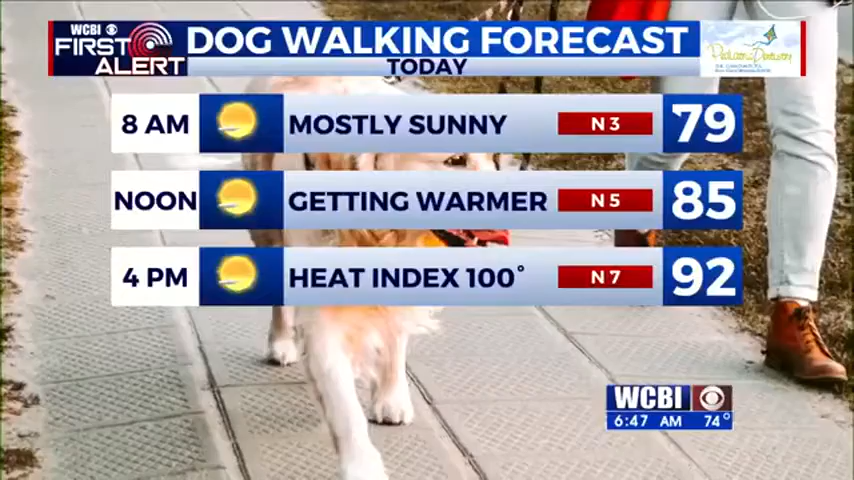 WCBI
FIRST
ALERT
DOG WALKING FORECAST
TODAY
8 AM MOSTLY SUNNY N 3 79
NOON GETTING WARMER N 5 85
4 PM HEAT INDEX 100° N 7 92
WCBI
6:47 AM 74°